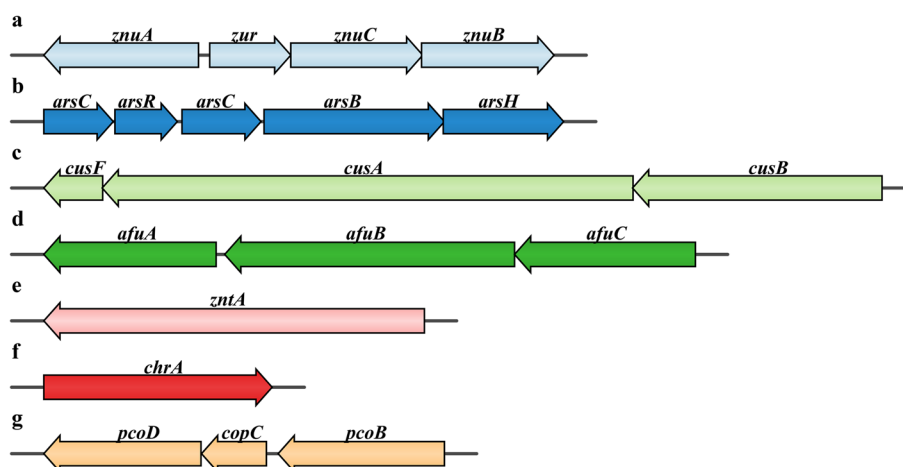 a
znuA zur znuC znuB
b
arsC arsR arsC arsB arsH
c
cusF cusA cusB
d
afuA afuB afuC
e
zntA
f
chrA
g
pcoD copC pcoB